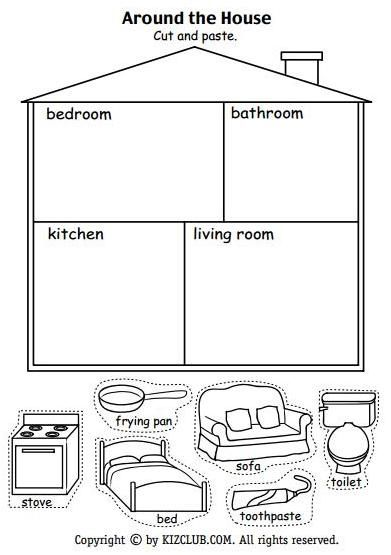 Around the House
Cut and paste.
bedroom
bathroom
kitchen
living room
frying pan
sofa
toilet
stove
bed
toothpaste
Copyright © by KIZCLUB.COM. All rights reserved.